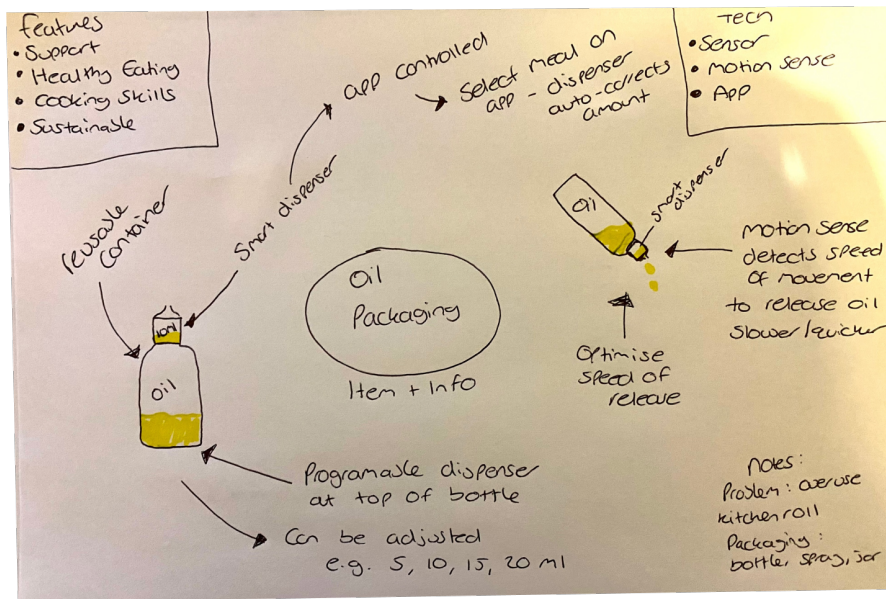 Features
• Support
• Healthy Eating
• Cooking Skills
• Sustainable
app controlled
Select meal on
app - dispenser
auto-collects
amount
Tech
• Sensor
• Motion sense
• App
reusable
container
Smart dispenser
10ml
Oil
Oil
Packaging
Item + Info
Oil
smart
dispenser
Motion sense
detects speed
of movement
to release oil
slower/quicker
Optimise
speed of
release
Programable dispenser
at top of bottle
Can be adjusted
e.g. 5, 10, 15, 20 ml
Notes:
Problem: overuse
kitchen roll
Packaging:
bottle, spray, jar